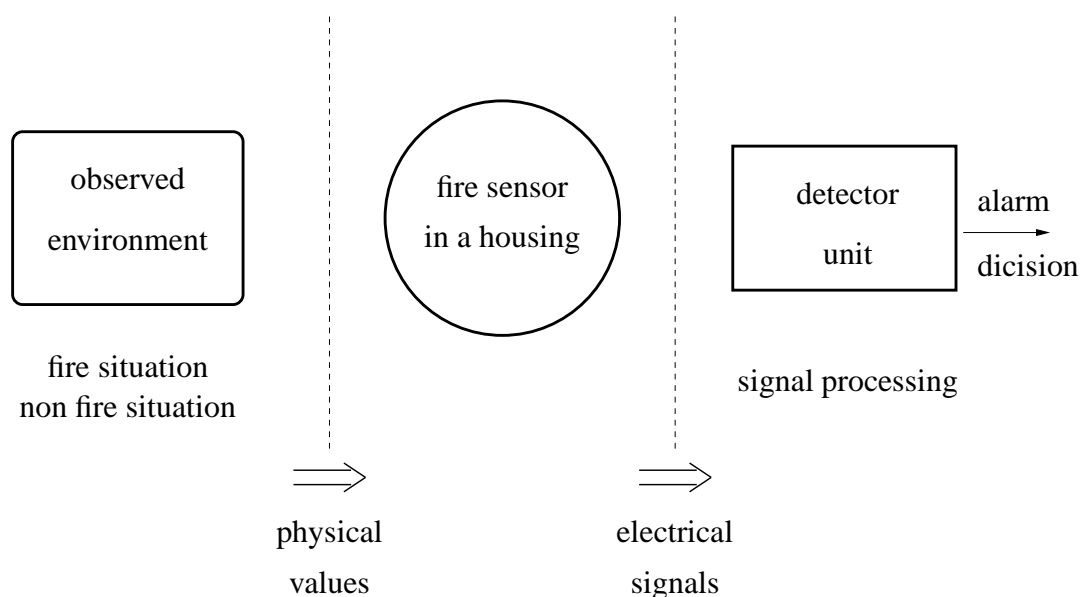 observed
environment
fire situation
non fire situation
fire sensor
in a housing
detector
unit
alarm
dicision
signal processing
physical
values
electrical
signals